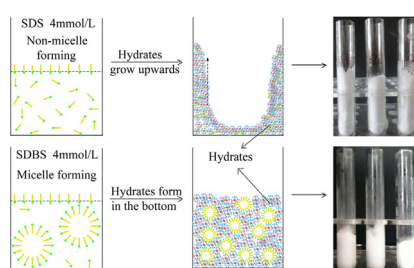 SDS 4mmol/L
Non-micelle
forming
Hydrates
grow upwards
Hydrates
SDBS 4mmol/L
Micelle forming
Hydrates form
in the bottom